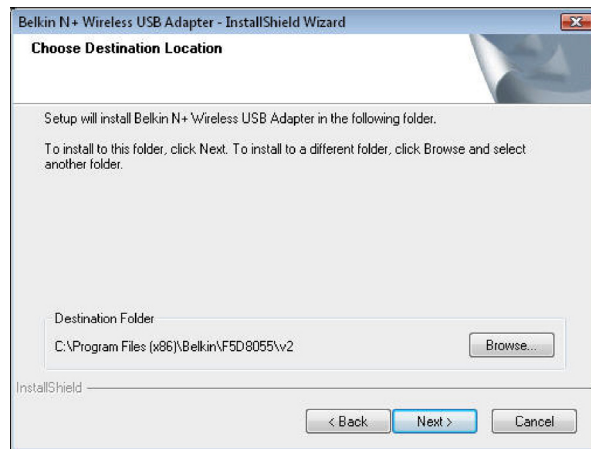 Belkin N+ Wireless USB Adapter - InstallShield Wizard
Choose Destination Location
Setup will install Belkin N+ Wireless USB Adapter in the following folder.
To install to this folder, click Next. To install to a different folder, click Browse and select
another folder.
Destination Folder
C:\Program Files (x86)\Belkin\F5D8055\v2
Browse...
InstallShield
< Back
Next >
Cancel